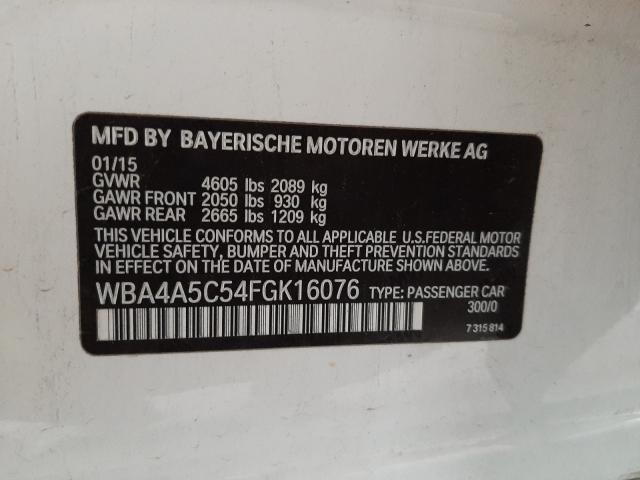 MFD BY BAYERISCHE MOTOREN WERKE AG
01/15
GVWR 4605 lbs 2089 kg
GAWR FRONT 2050 lbs 930 kg
GAWR REAR 2665 lbs 1209 kg
THIS VEHICLE CONFORMS TO ALL APPLICABLE U.S.FEDERAL MOTOR
VEHICLE SAFETY, BUMPER AND THEFT PREVENTION STANDARDS
IN EFFECT ON THE DATE OF MANUFACTURE SHOWN ABOVE.
WBA4A5C54FGK16076 TYPE: PASSENGER CAR
300/0
7 315 814